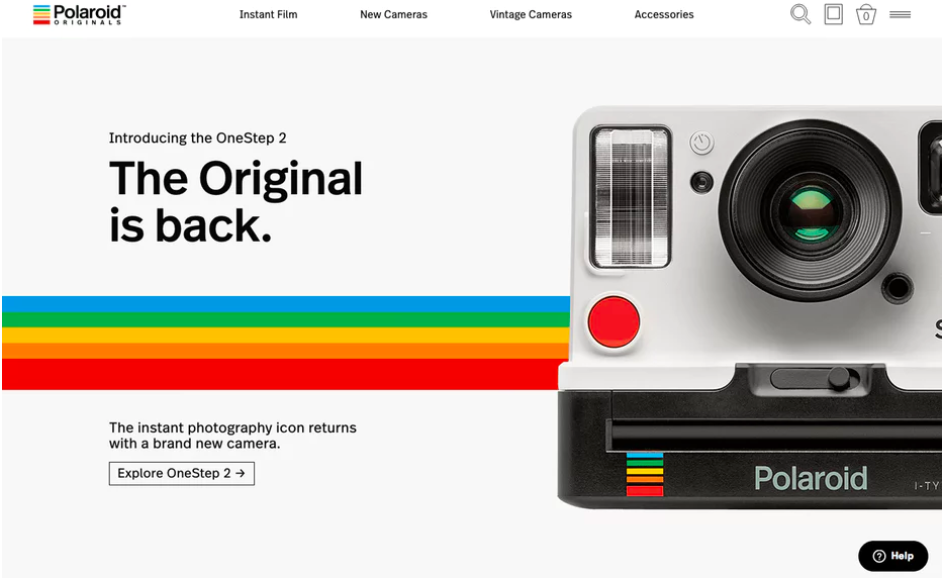 Polaroid™
ORIGINALS
Instant Film
New Cameras
Vintage Cameras
Accessories
0
Introducing the OneStep 2
The Original
is back.
The instant photography icon returns
with a brand new camera.
Explore OneStep 2 →
Polaroid
I-TY
S
? Help